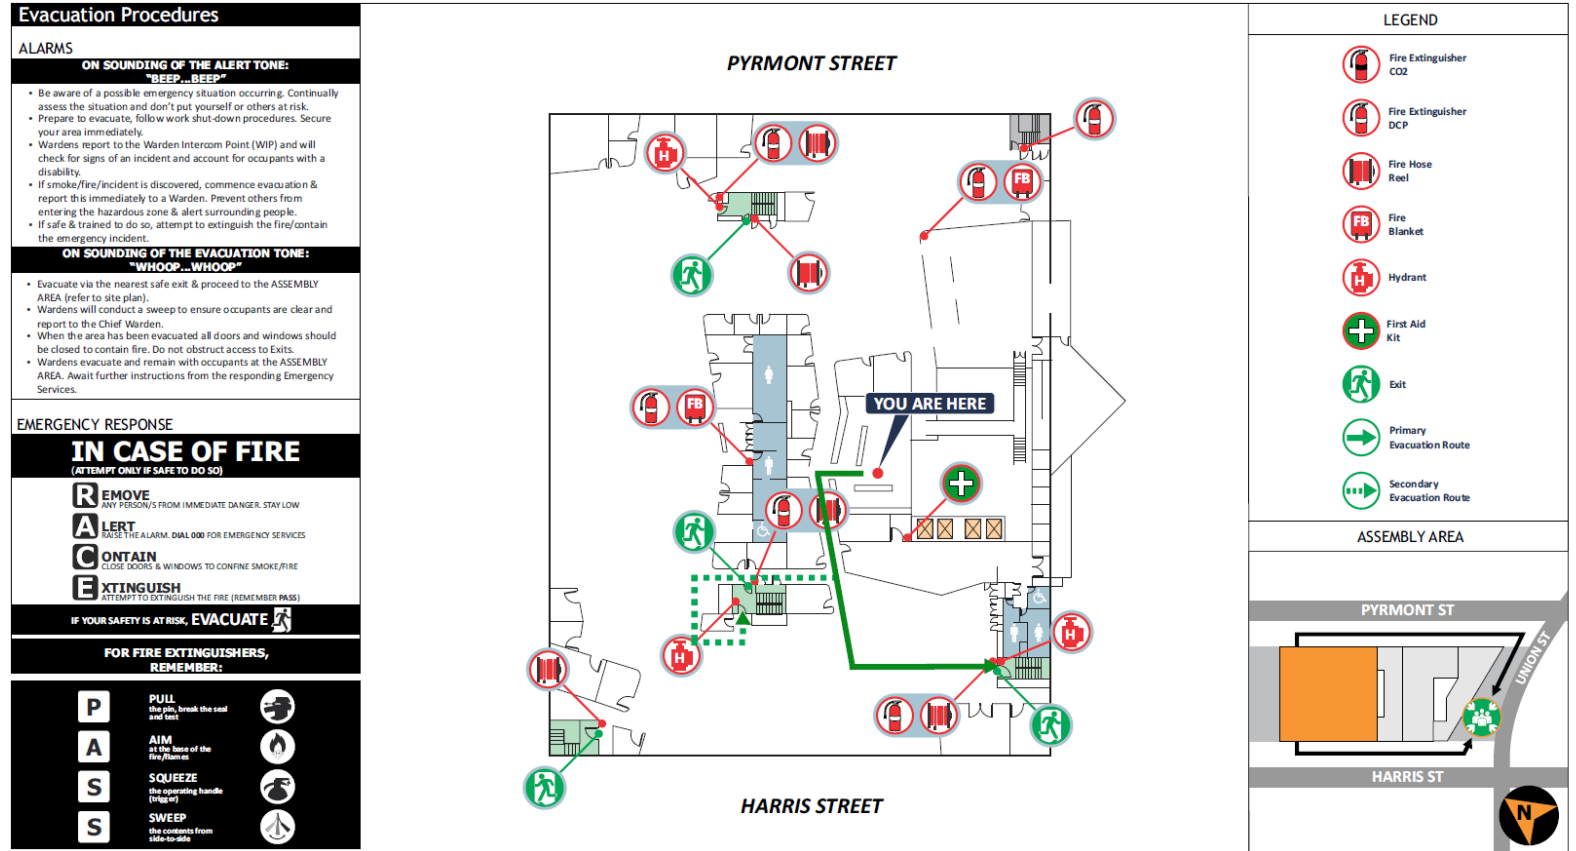 Evacuation Procedures
ALARMS
ON SOUNDING OF THE ALERT TONE:
"BEEP...BEEP"
• Be aware of a possible emergency situation occurring. Continually
assess the situation and don't put yourself or others at risk.
• Prepare to evacuate, follow work shut-down procedures. Secure
your area immediately.
• Wardens report to the Warden Intercom Point (WIP) and will
check for signs of an incident and account for occupants with a
disability.
• If smoke/fire/incident is discovered, commence evacuation &
report this immediately to a Warden. Prevent others from
entering the hazardous zone & alert surrounding people.
• If safe & trained to do so, attempt to extinguish the fire/contain
the emergency incident.
ON SOUNDING OF THE EVACUATION TONE:
"WHOOP...WHOOP"
• Evacuate via the nearest safe exit & proceed to the ASSEMBLY
AREA (refer to site plan).
• Wardens will conduct a sweep to ensure occupants are clear and
report to the Chief Warden.
• When the area has been evacuated all doors and windows should
be closed to contain fire. Do not obstruct access to Exits.
• Wardens evacuate and remain with occupants at the ASSEMBLY
AREA. Await further instructions from the responding Emergency
Services.
EMERGENCY RESPONSE
IN CASE OF FIRE
(ATTEMPT ONLY IF SAFE TO DO SO)
REMOVE
ANY PERSON/S FROM IMMEDIATE DANGER. STAY LOW
ALERT
RAISE THE ALARM. DIAL 000 FOR EMERGENCY SERVICES
CONTAIN
CLOSE DOORS & WINDOWS TO CONFINE SMOKE/FIRE
EXTINGUISH
ATTEMPT TO EXTINGUISH THE FIRE (REMEMBER PASS)
IF YOUR SAFETY IS AT RISK, EVACUATE
FOR FIRE EXTINGUISHERS,
REMEMBER:
P
PULL
the pin, break the seal
and test
A
AIM
at the base of the
fire/flames
S
SQUEEZE
the operating handle
(trigger)
S
SWEEP
the contents from
side-to-side
PYRMONT STREET
H
FB
FB
YOU ARE HERE
H
H
HARRIS STREET
LEGEND
Fire Extinguisher
CO2
Fire Extinguisher
DCP
Fire Hose
Reel
FB
Fire
Blanket
H
Hydrant
First Aid
Kit
Exit
Primary
Evacuation Route
Secondary
Evacuation Route
ASSEMBLY AREA
PYRMONT ST
UNION ST
HARRIS ST
N